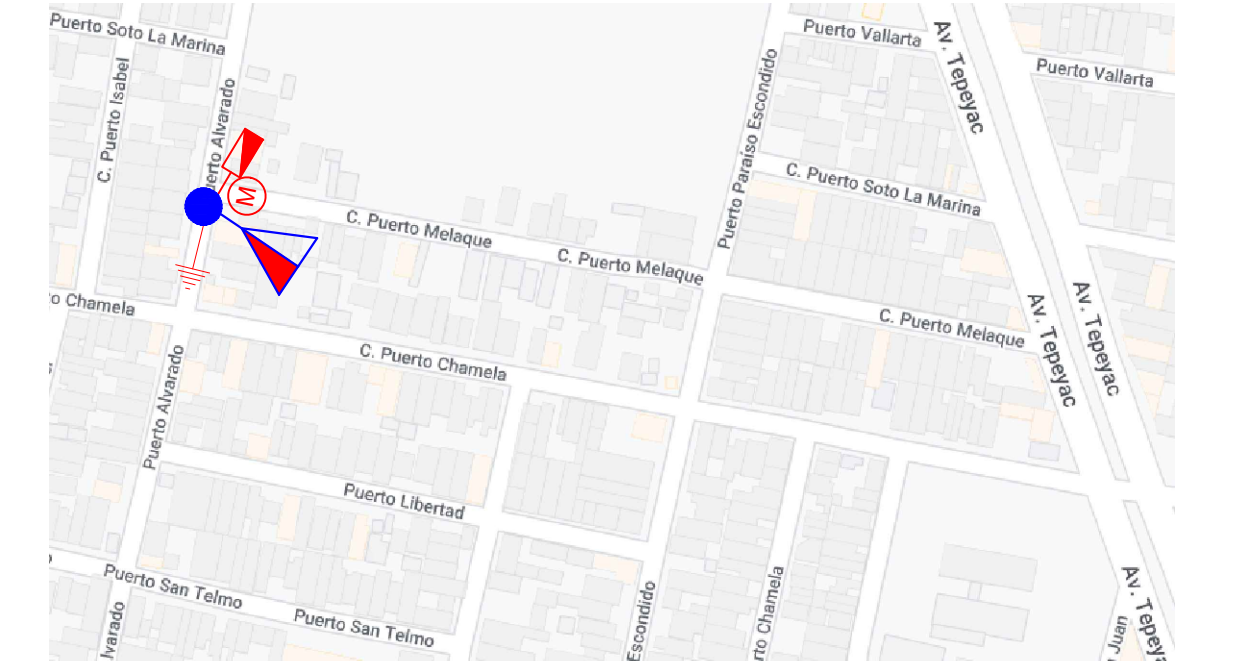 Puerto Soto La Marina
C. Puerto Isabel
Puerto Alvarado
M
Puerto Vallarta
Av. Tepeyac
Puerto Vallarta
Puerto Paraíso Escondido
C. Puerto Soto La Marina
C. Puerto Melaque
C. Puerto Melaque
C. Puerto Melaque
Av. Tepeyac
Av. Tepeyac
o Chamela
C. Puerto Chamela
Puerto Alvarado
Puerto Libertad
Puerto San Telmo
Puerto San Telmo
lvarado
Escondido
rto Chamela
Juan
Av. Tepeya